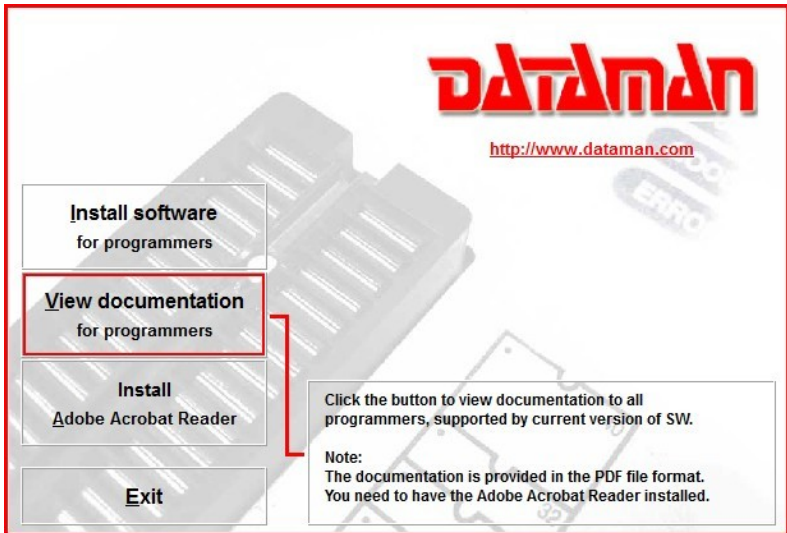 DATAMAN
http://www.dataman.com
ERRO
Install software
for programmers
View documentation
for programmers
Install
Adobe Acrobat Reader
Exit
Click the button to view documentation to all
programmers, supported by current version of SW.
Note:
The documentation is provided in the PDF file format.
You need to have the Adobe Acrobat Reader installed.
32